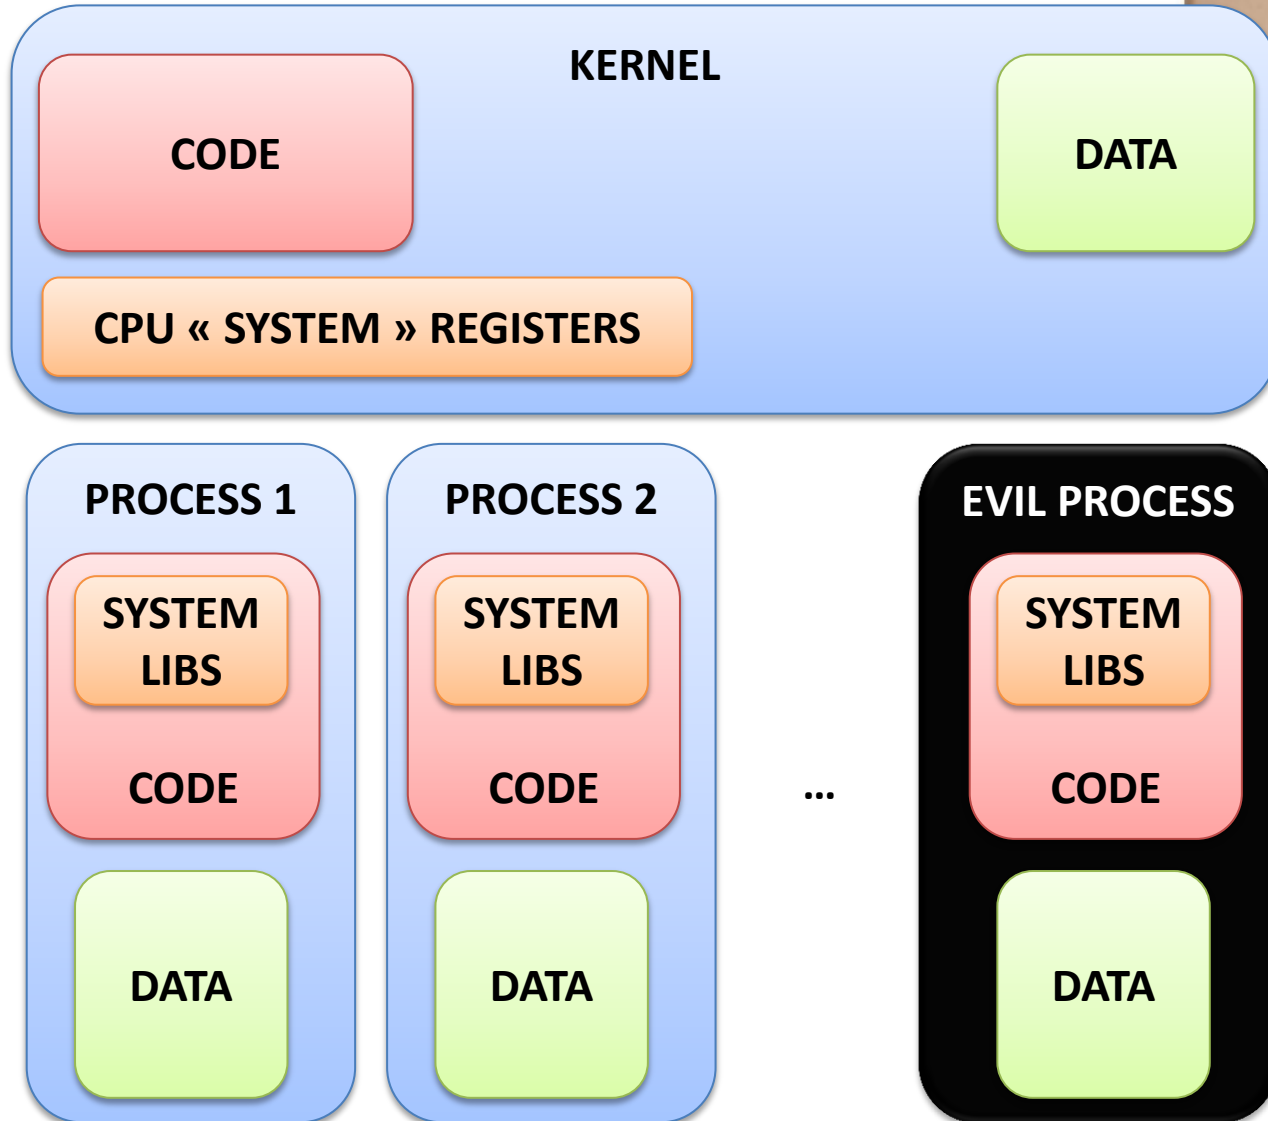 KERNEL
CODE
DATA
CPU « SYSTEM » REGISTERS
PROCESS 1
PROCESS 2
EVIL PROCESS
SYSTEM
LIBS
SYSTEM
LIBS
SYSTEM
LIBS
CODE
CODE
...
CODE
DATA
DATA
DATA